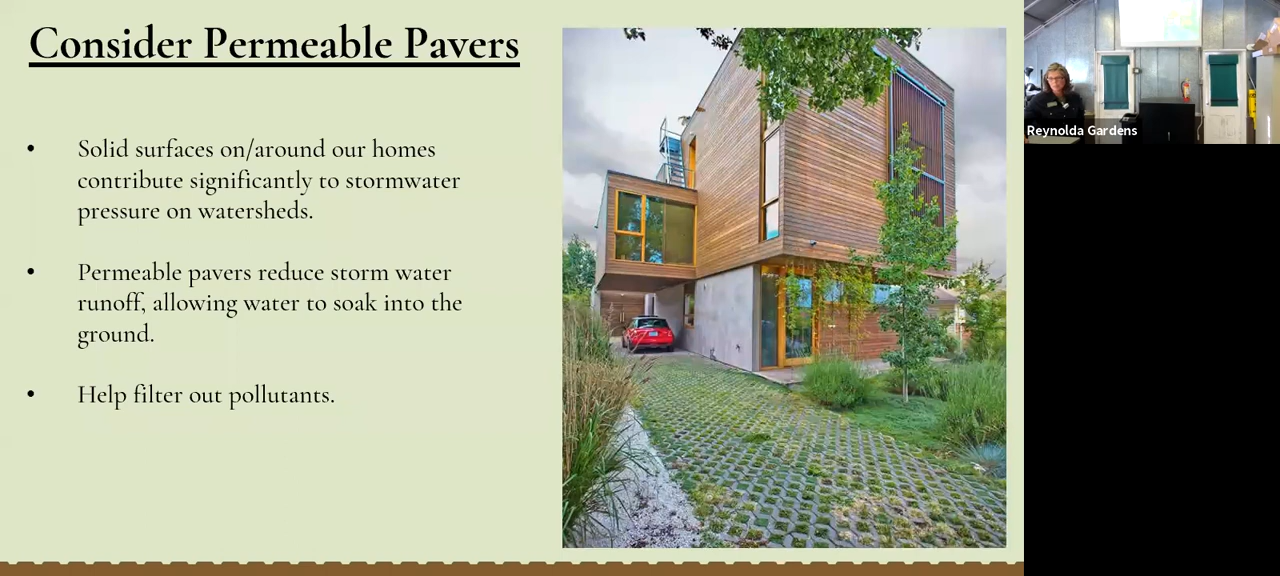 Consider Permeable Pavers
• Solid surfaces on/around our homes
contribute significantly to stormwater
pressure on watersheds.
• Permeable pavers reduce storm water
runoff, allowing water to soak into the
ground.
• Help filter out pollutants.
Reynolda Gardens